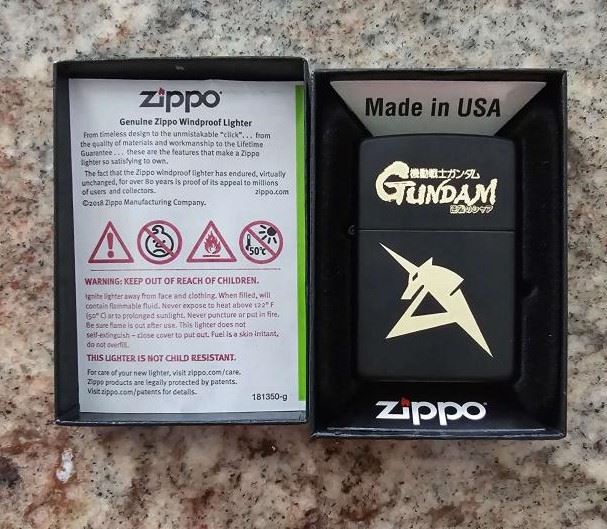 zippo
Genuine Zippo Windproof Lighter
From timeless design to the unmistakable "click". . . from
the quality of materials and workmanship to the Lifetime
Guarantee . . . these are the features that make a Zippo
lighter so satisfying to own.
The fact that the Zippo windproof lighter has endured, virtually
unchanged, for over 80 years is proof of its appeal to millions
of users and collectors.
zippo.com
©2018 Zippo Manufacturing Company.
50°C
WARNING: KEEP OUT OF REACH OF CHILDREN.
Ignite lighter away from face and clothing. When filled, will
contain flammable fluid. Never expose to heat above 122° F
(50° C) or to prolonged sunlight. Never puncture or put in fire.
Be sure flame is out after use. This lighter does not
self-extinguish – close cover to put out. Fuel is a skin irritant,
do not overfill.
THIS LIGHTER IS NOT CHILD RESISTANT.
For care of your new lighter, visit zippo.com/care.
Zippo products are legally protected by patents.
Visit zippo.com/patents for details.
181350-g
Made in USA
機動戦士ガンダム
GUNDAM
逆襲のシャア
zippo